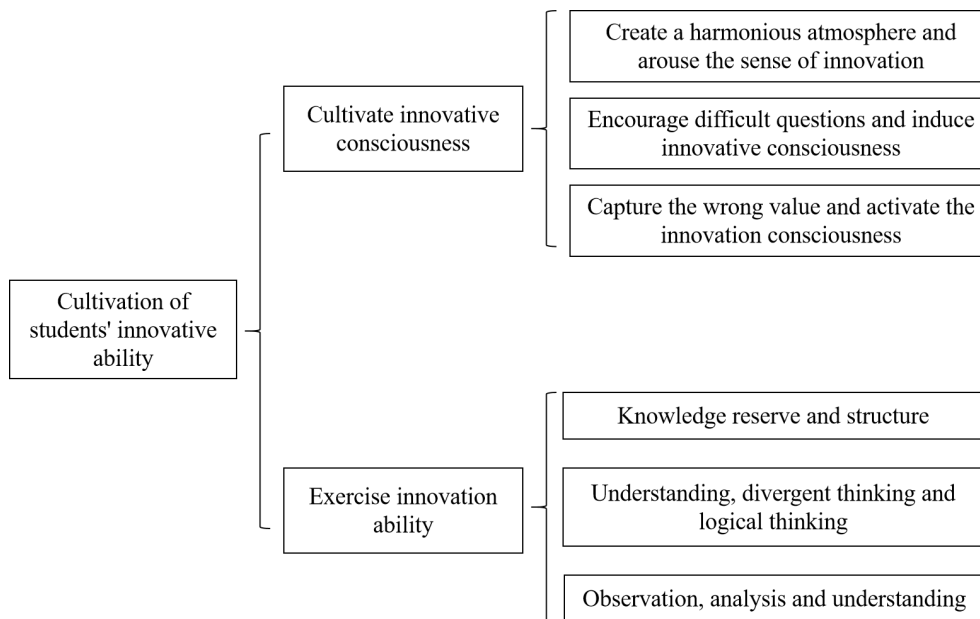 Create a harmonious atmosphere and
arouse the sense of innovation
Cultivate innovative
consciousness
Encourage difficult questions and induce
innovative consciousness
Capture the wrong value and activate the
innovation consciousness
Cultivation of
students' innovative
ability
Knowledge reserve and structure
Exercise innovation
ability
Understanding, divergent thinking and
logical thinking
Observation, analysis and understanding